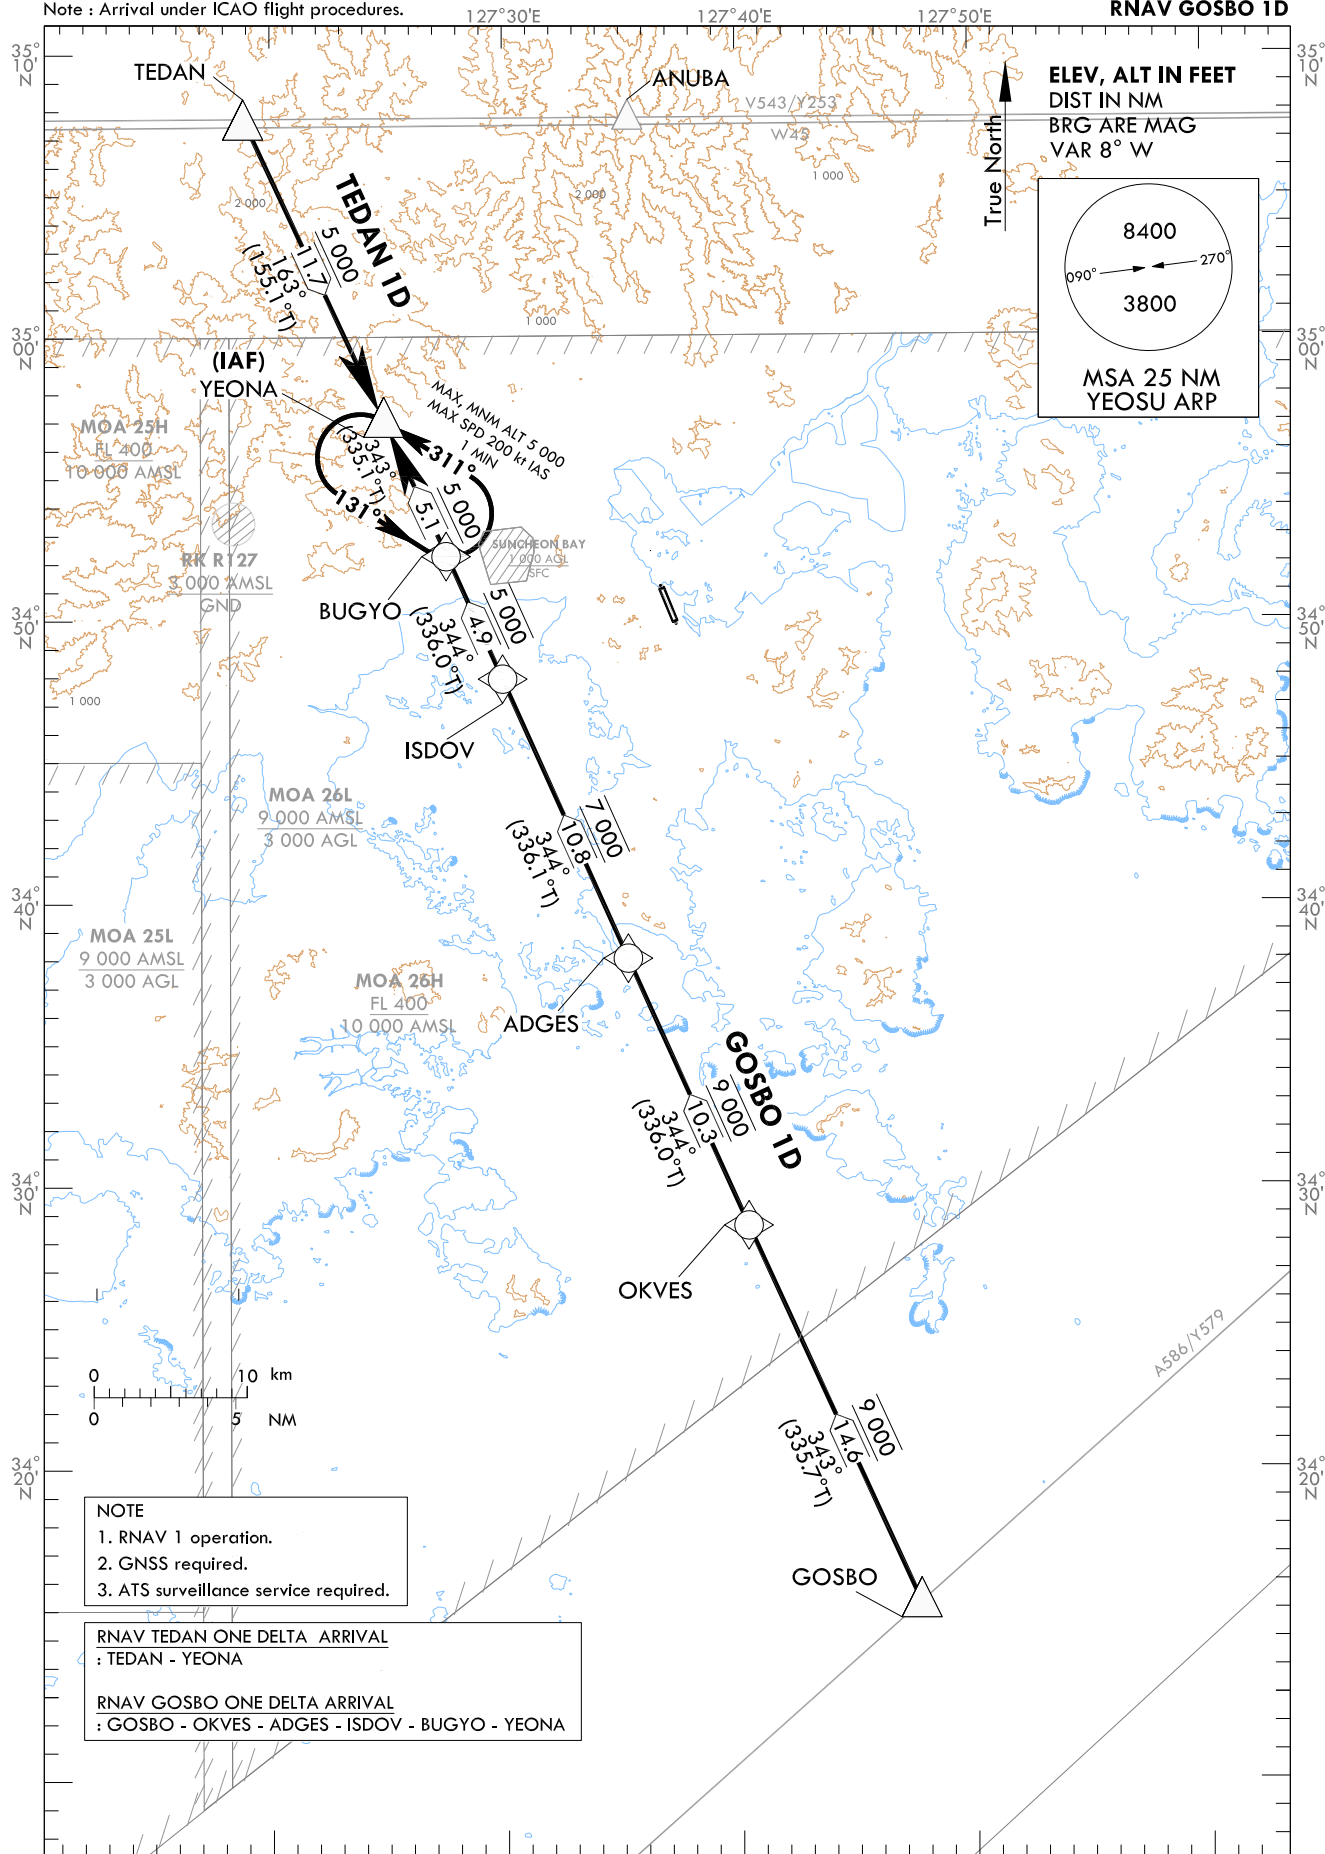 Note : Arrival under ICAO flight procedures.
127°30'E
127°40'E
127°50'E
RNAV GOSBO 1D
35°
10'
N
35°
10'
N
TEDAN
ANUBA
V543/Y253
W45
True North
ELEV, ALT IN FEET
DIST IN NM
BRG ARE MAG
VAR 8° W
8400
090°
270°
3800
MSA 25 NM
YEOSU ARP
2 000
2 000
1 000
1 000
TEDAN 1D
5 000
11.7
163°
(155.1°T)
35°
00'
N
35°
00'
N
(IAF)
YEONA
MAX, MNM ALT 5 000
MAX SPD 200 kt IAS
1 MIN
MOA 25H
FL 400
10 000 AMSL
311°
131°
343°
(335.1°T)
5.1
5 000
SUNCHEON BAY
1 000 AGL
SFC
RK R127
3 000 AMSL
GND
BUGYO
34°
50'
N
34°
50'
N
5 000
4.9
344°
(336.0°T)
1 000
ISDOV
MOA 26L
9 000 AMSL
3 000 AGL
7 000
10.8
344°
(336.1°T)
34°
40'
N
34°
40'
N
MOA 25L
9 000 AMSL
3 000 AGL
MOA 26H
FL 400
10 000 AMSL
ADGES
GOSBO 1D
9 000
10.3
344°
(336.0°T)
34°
30'
N
34°
30'
N
OKVES
A586/Y579
0
10 km
0
5
NM
9 000
14.6
343°
(335.7°T)
34°
20'
N
34°
20'
N
NOTE
1. RNAV 1 operation.
2. GNSS required.
3. ATS surveillance service required.
GOSBO
RNAV TEDAN ONE DELTA ARRIVAL
: TEDAN - YEONA
RNAV GOSBO ONE DELTA ARRIVAL
: GOSBO - OKVES - ADGES - ISDOV - BUGYO - YEONA